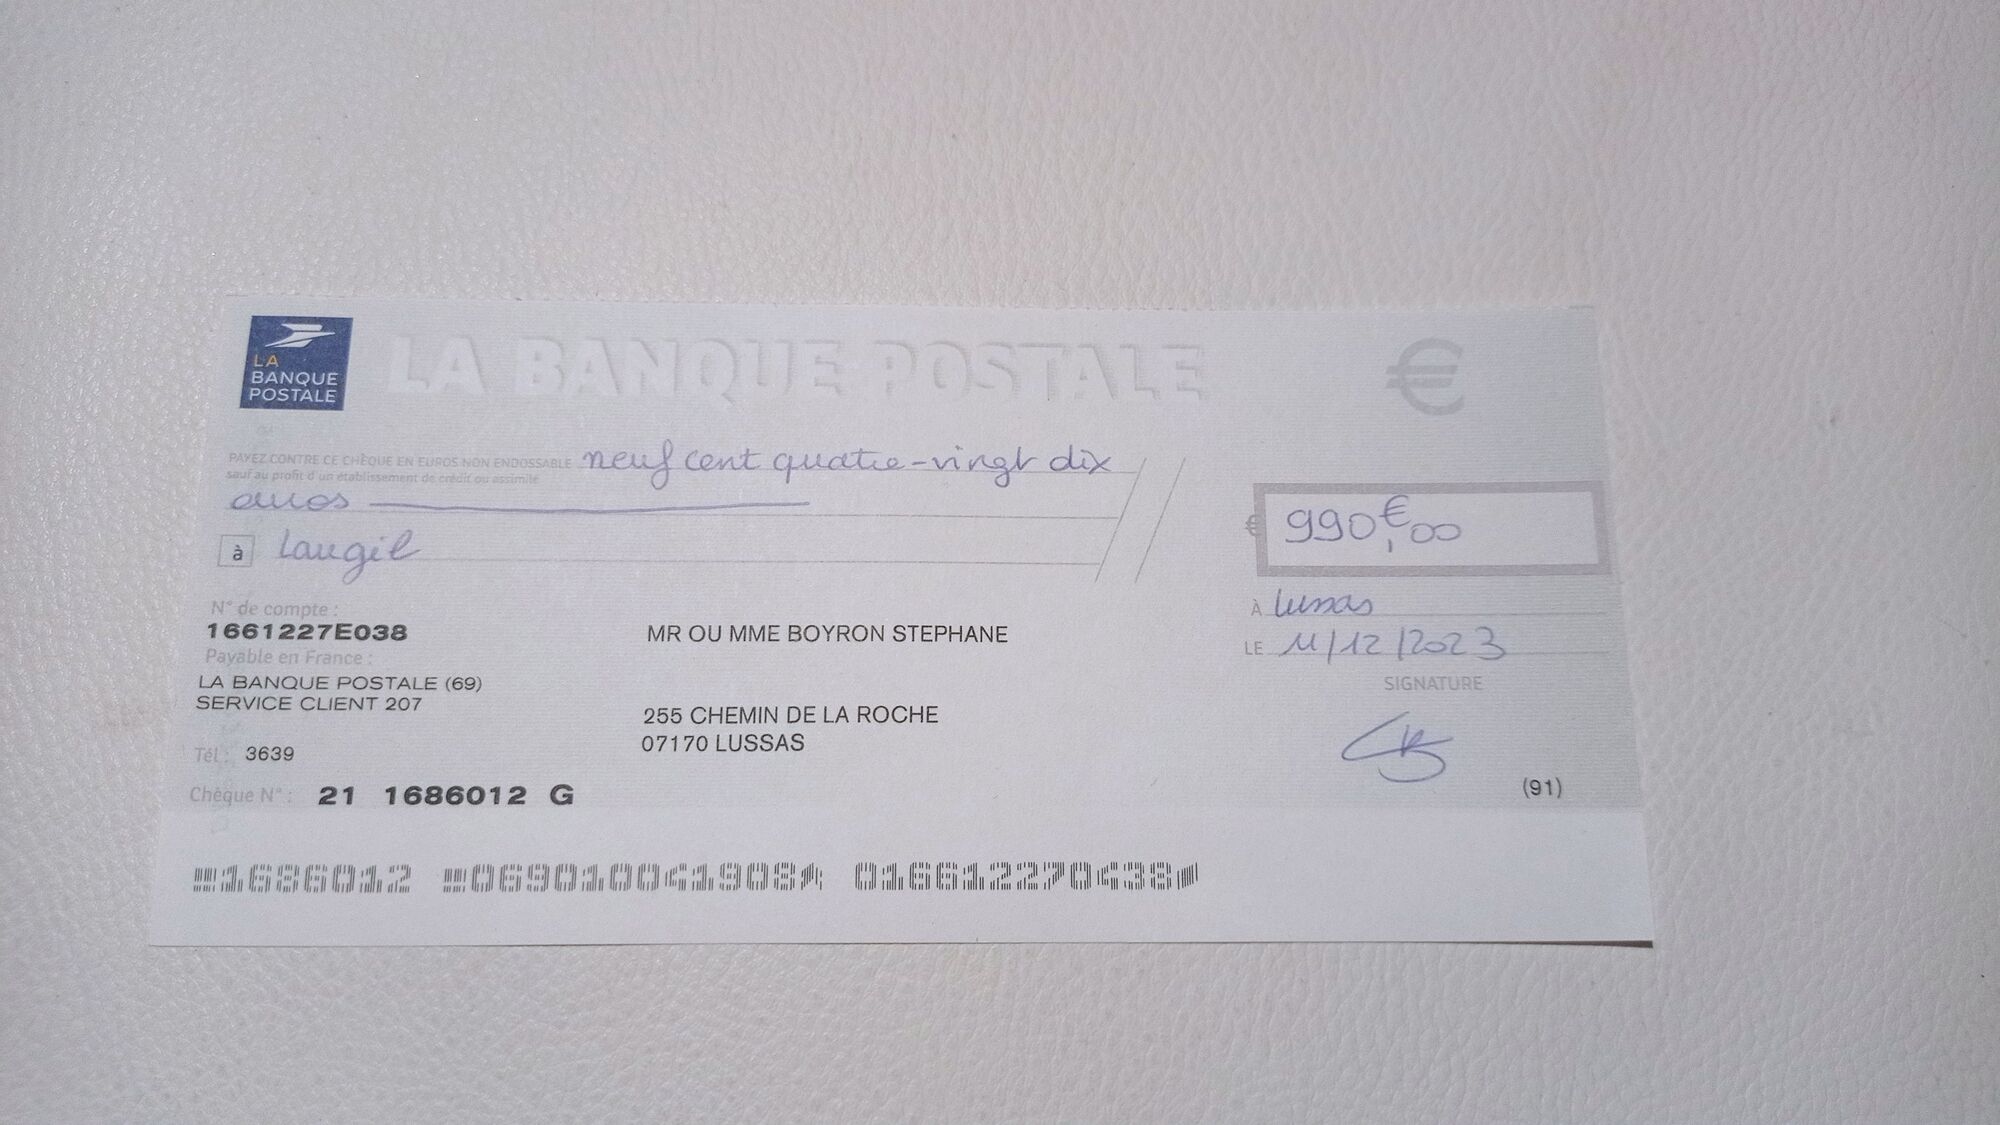 LA
BANQUE
POSTALE
LA BANQUE POSTALE
€
PAYEZ CONTRE CE CHÈQUE EN EUROS NON ENDOSSABLE neuf cent quatre-vingt dix
sauf au profit d'un établissement de crédit ou assimilé
euros
€ 990€,00
à Laugil
À Lussas
N° de compte :
1661227E038
MR OU MME BOYRON STEPHANE
LE 11/12/2023
Payable en France :
SIGNATURE
LA BANQUE POSTALE (69)
SERVICE CLIENT 207
255 CHEMIN DE LA ROCHE
07170 LUSSAS
Tél : 3639
(91)
Chèque N° : 21 1686012 G
1686012 069010041908 016612270438